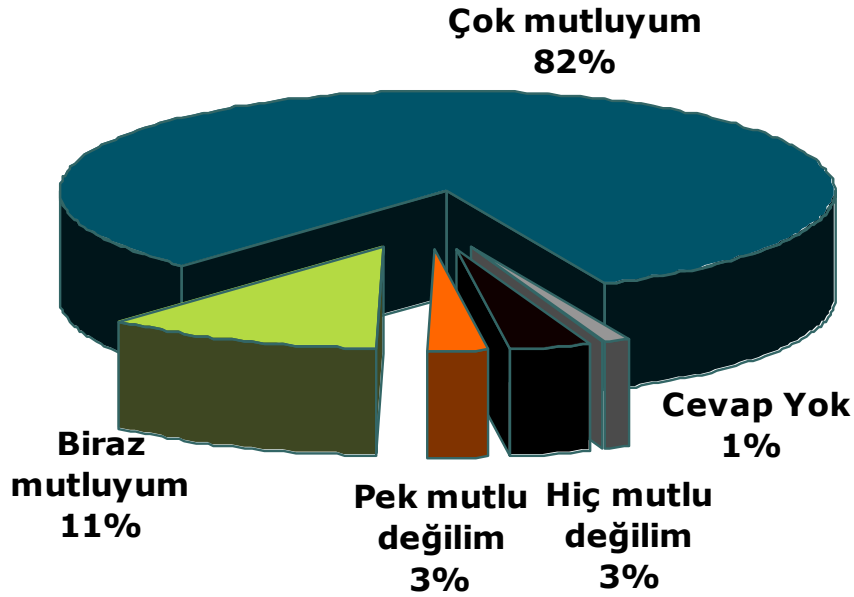 Çok mutluyum
82%
Biraz
mutluyum
11%
Pek mutlu
değilim
3%
Hiç mutlu
değilim
3%
Cevap Yok
1%